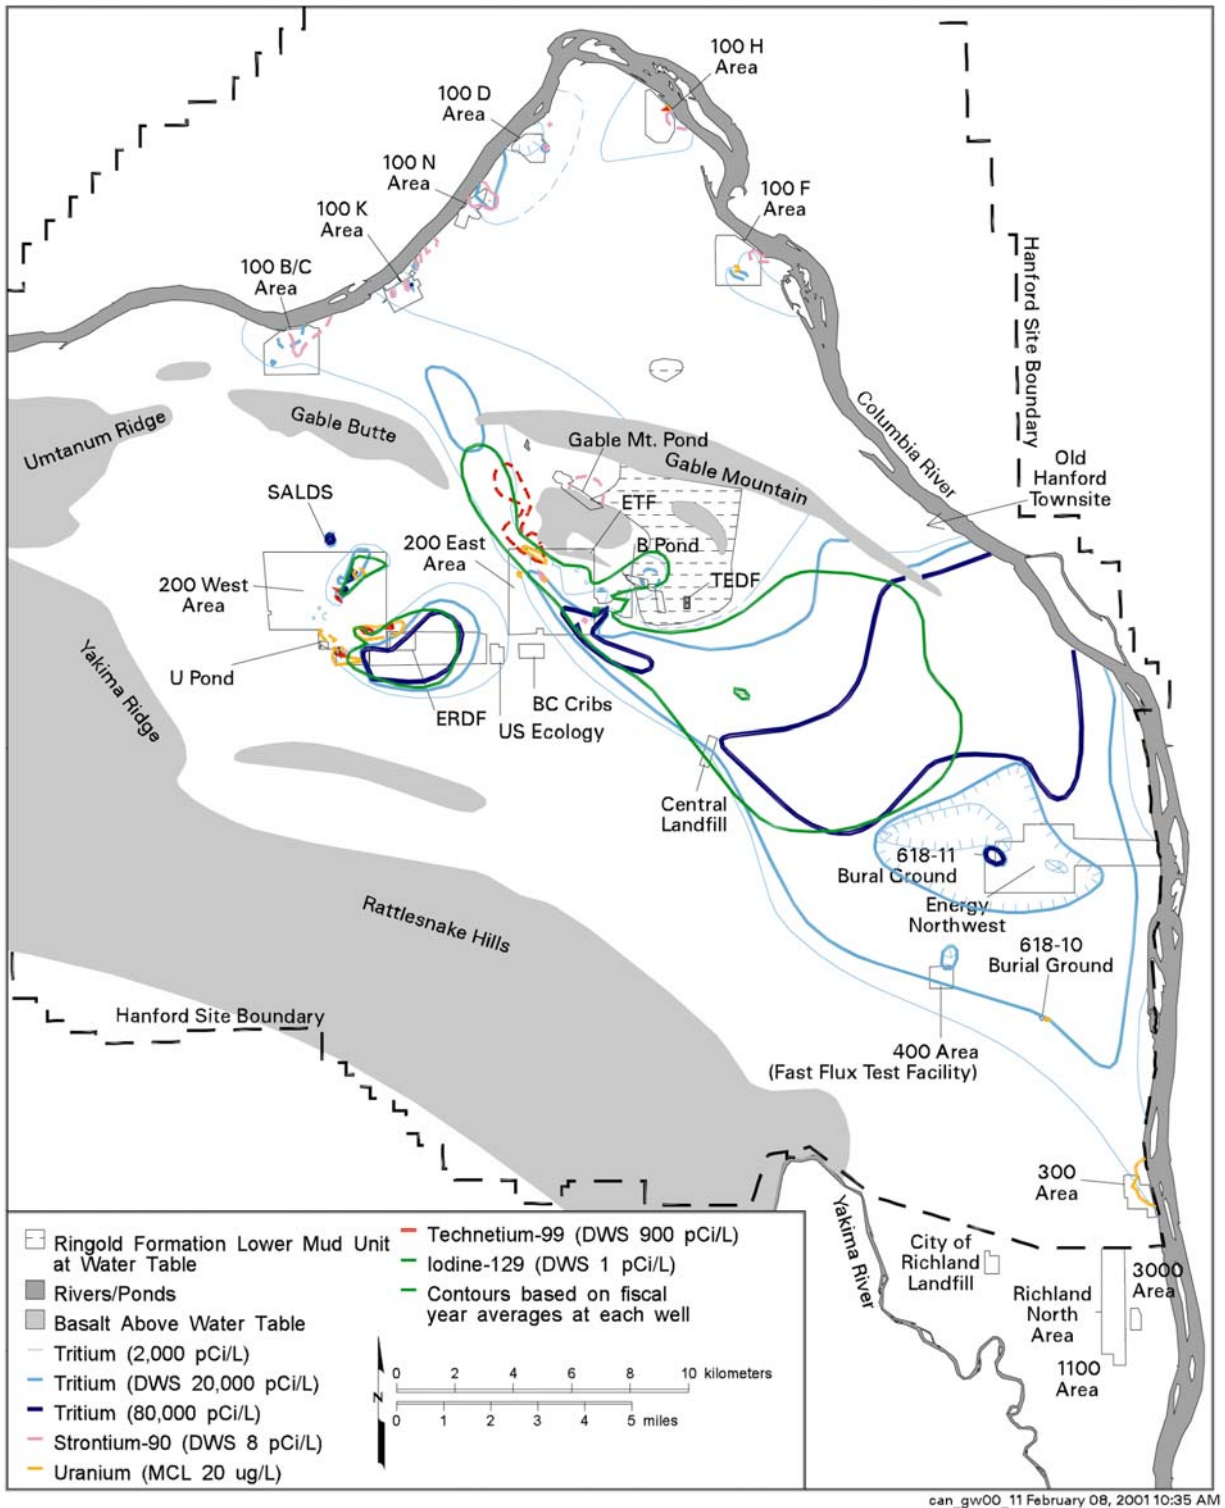 100 H
Area
100 D
Area
100 N
Area
100 F
Area
100 K
Area
100 B/C
Area
Hanford Site Boundary
Columbia River
Umtanum Ridge
Gable Butte
Gable Mt. Pond
Gable Mountain
Old
Hanford
Townsite
SALDS
ETF
200 East
Area
B Pond
TEDF
200 West
Area
U Pond
Yakima Ridge
ERDF
BC Cribs
US Ecology
Central
Landfill
618-11
Bural Ground
Energy
Northwest
Rattlesnake Hills
618-10
Burial Ground
Hanford Site Boundary
400 Area
(Fast Flux Test Facility)
300
Area
Yakima River
City of
Richland
Landfill
3000
Area
Richland
North
Area
1100
Area
Ringold Formation Lower Mud Unit
at Water Table
Rivers/Ponds
Basalt Above Water Table
Tritium (2,000 pCi/L)
Tritium (DWS 20,000 pCi/L)
Tritium (80,000 pCi/L)
Strontium-90 (DWS 8 pCi/L)
Uranium (MCL 20 ug/L)
Technetium-99 (DWS 900 pCi/L)
Iodine-129 (DWS 1 pCi/L)
Contours based on fiscal
year averages at each well
N
0 2 4 6 8 10 kilometers
0 1 2 3 4 5 miles
can_gw00_11 February 08, 2001 10:35 AM